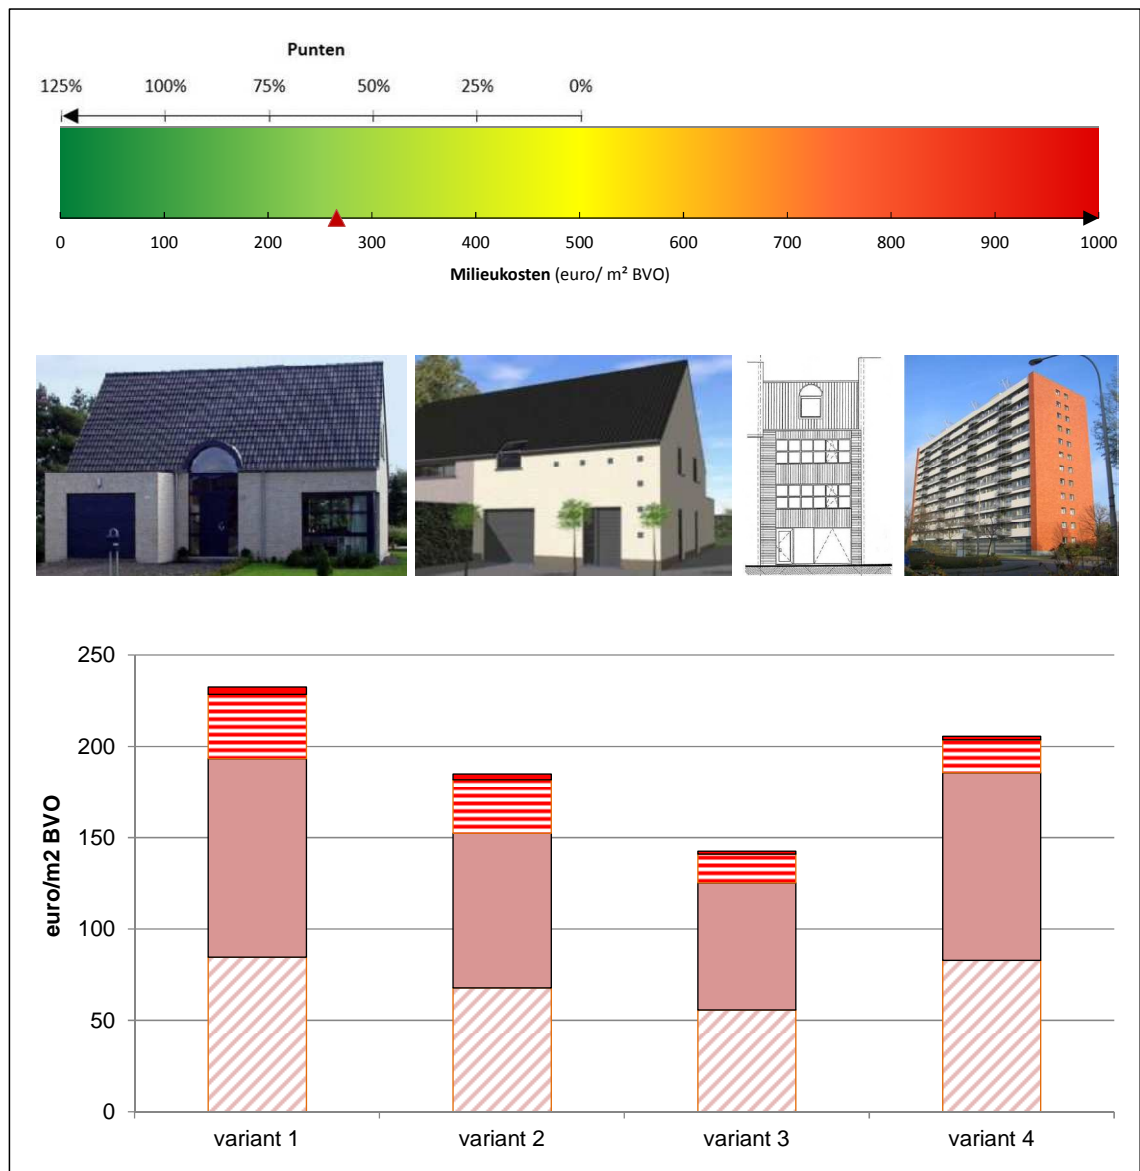 Punten
125% 100% 75% 50% 25% 0%
0 100 200 300 400 500 600 700 800 900 1000
Milieukosten (euro/ m² BVO)
250
200
150
100
50
0
euro/m2 BVO
variant 1 variant 2 variant 3 variant 4